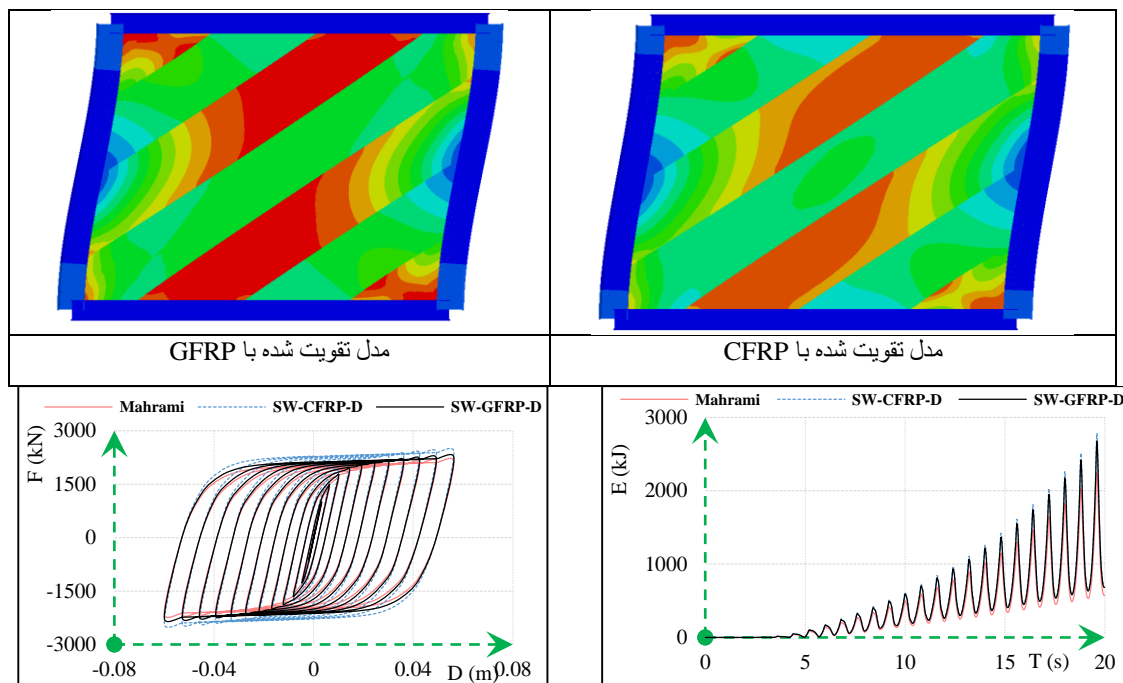 مدل تقویت شده با GFRP
مدل تقویت شده با CFRP
Mahrami SW-CFRP-D SW-GFRP-D
3000
1500
0
-1500
-3000
F (kN)
-0.08 -0.04 0 0.04 0.08
D (m)
Mahrami SW-CFRP-D SW-GFRP-D
3000
2000
1000
0
E (kJ)
0 5 10 15 20
T (s)